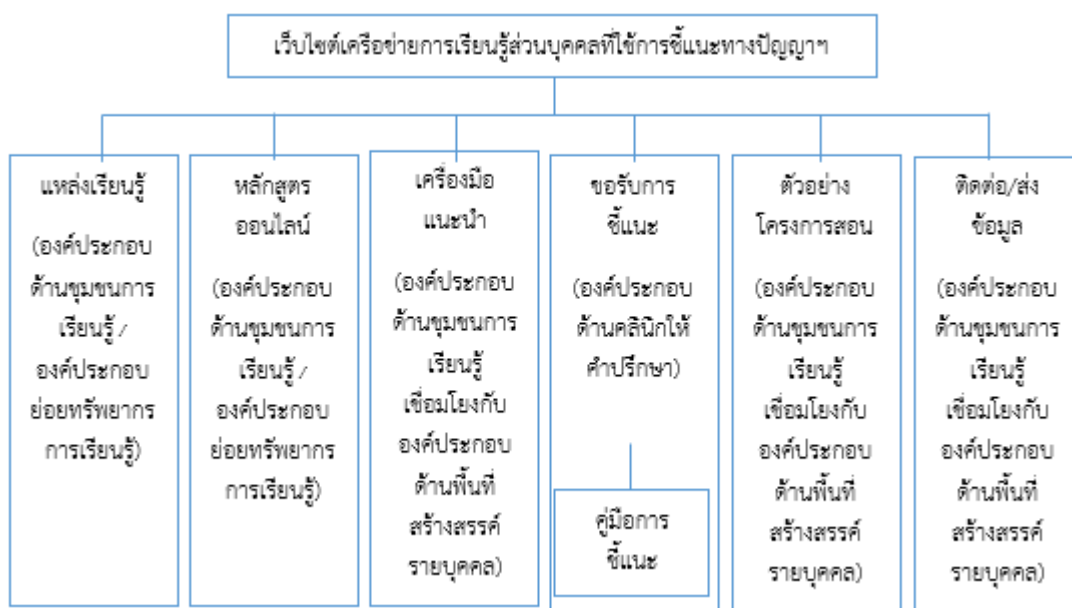 เว็บไซต์เครือข่ายการเรียนรู้ส่วนบุคคลที่ใช้การชี้แนะทางปัญญาฯ
แหล่งเรียนรู้
(องค์ประกอบ
ด้านชุมชนการ
เรียนรู้ /
องค์ประกอบ
ย่อยทรัพยากร
การเรียนรู้)
หลักสูตร
ออนไลน์
(องค์ประกอบ
ด้านชุมชนการ
เรียนรู้ /
องค์ประกอบ
ย่อยทรัพยากร
การเรียนรู้)
เครื่องมือ
แนะนำ
(องค์ประกอบ
ด้านชุมชนการ
เรียนรู้
เชื่อมโยงกับ
องค์ประกอบ
ด้านพื้นที่
สร้างสรรค์
รายบุคคล)
ขอรับการ
ชี้แนะ
(องค์ประกอบ
ด้านคลินิกให้
คำปรึกษา)
คู่มือการ
ชี้แนะ
ตัวอย่าง
โครงการสอน
(องค์ประกอบ
ด้านชุมชนการ
เรียนรู้
เชื่อมโยงกับ
องค์ประกอบ
ด้านพื้นที่
สร้างสรรค์
รายบุคคล)
ติดต่อ/ส่ง
ข้อมูล
(องค์ประกอบ
ด้านชุมชนการ
เรียนรู้
เชื่อมโยงกับ
องค์ประกอบ
ด้านพื้นที่
สร้างสรรค์
รายบุคคล)